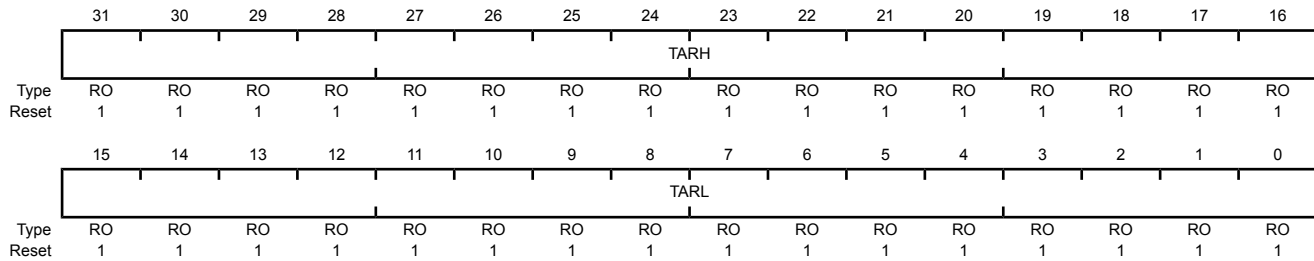 31 30 29 28 27 26 25 24 23 22 21 20 19 18 17 16
TARH
Type RO RO RO RO RO RO RO RO RO RO RO RO RO RO RO RO
Reset 1 1 1 1 1 1 1 1 1 1 1 1 1 1 1 1
15 14 13 12 11 10 9 8 7 6 5 4 3 2 1 0
TARL
Type RO RO RO RO RO RO RO RO RO RO RO RO RO RO RO RO
Reset 1 1 1 1 1 1 1 1 1 1 1 1 1 1 1 1